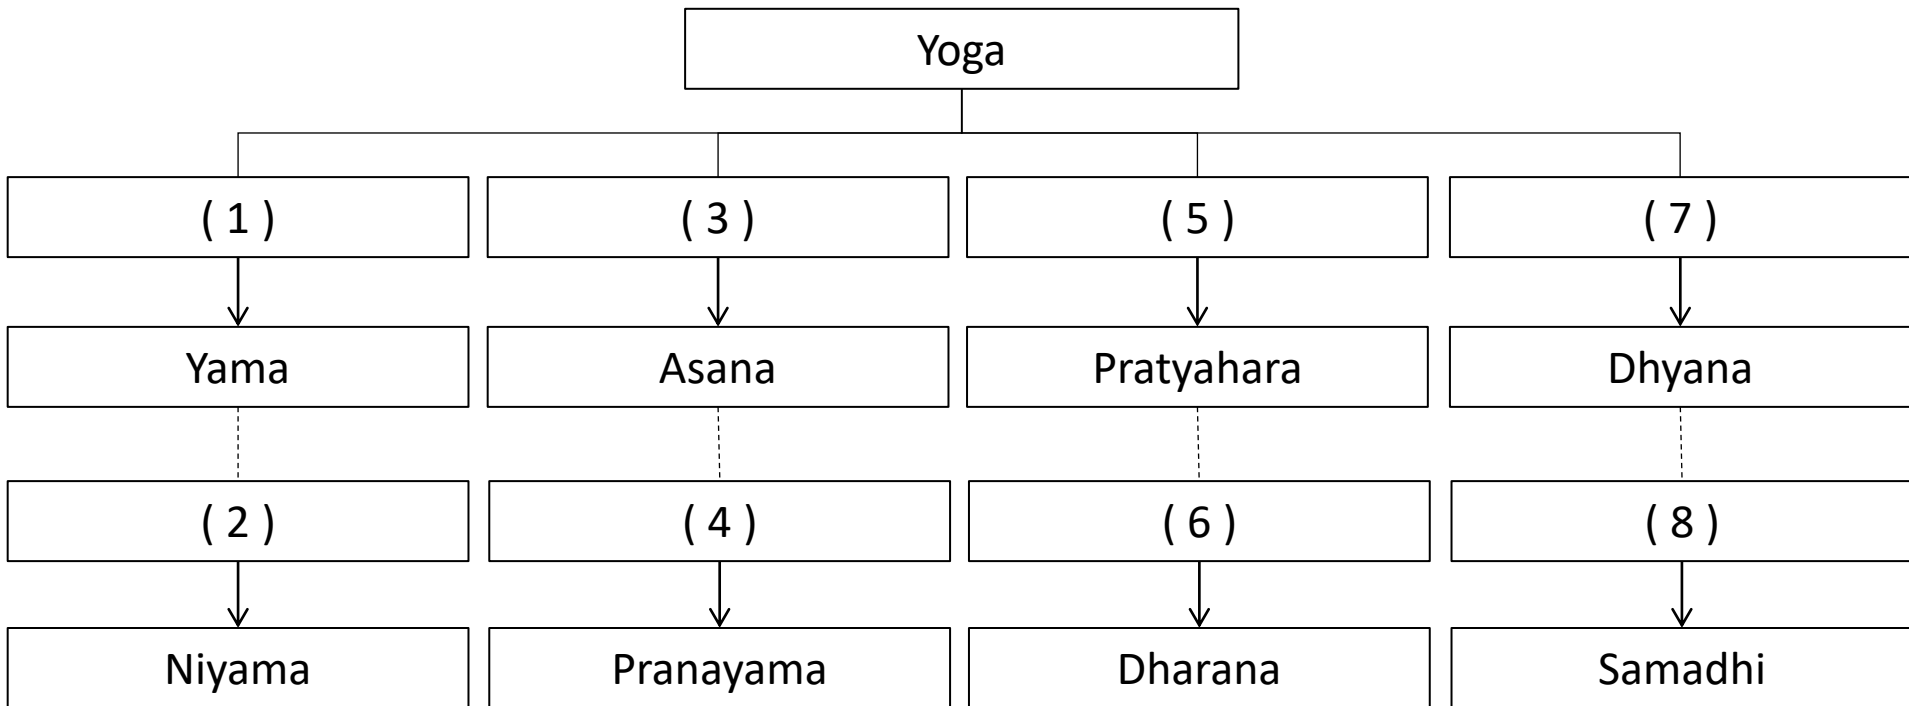 Yoga
( 1 )
( 3 )
( 5 )
( 7 )
Yama
Asana
Pratyahara
Dhyana
( 2 )
( 4 )
( 6 )
( 8 )
Niyama
Pranayama
Dharana
Samadhi